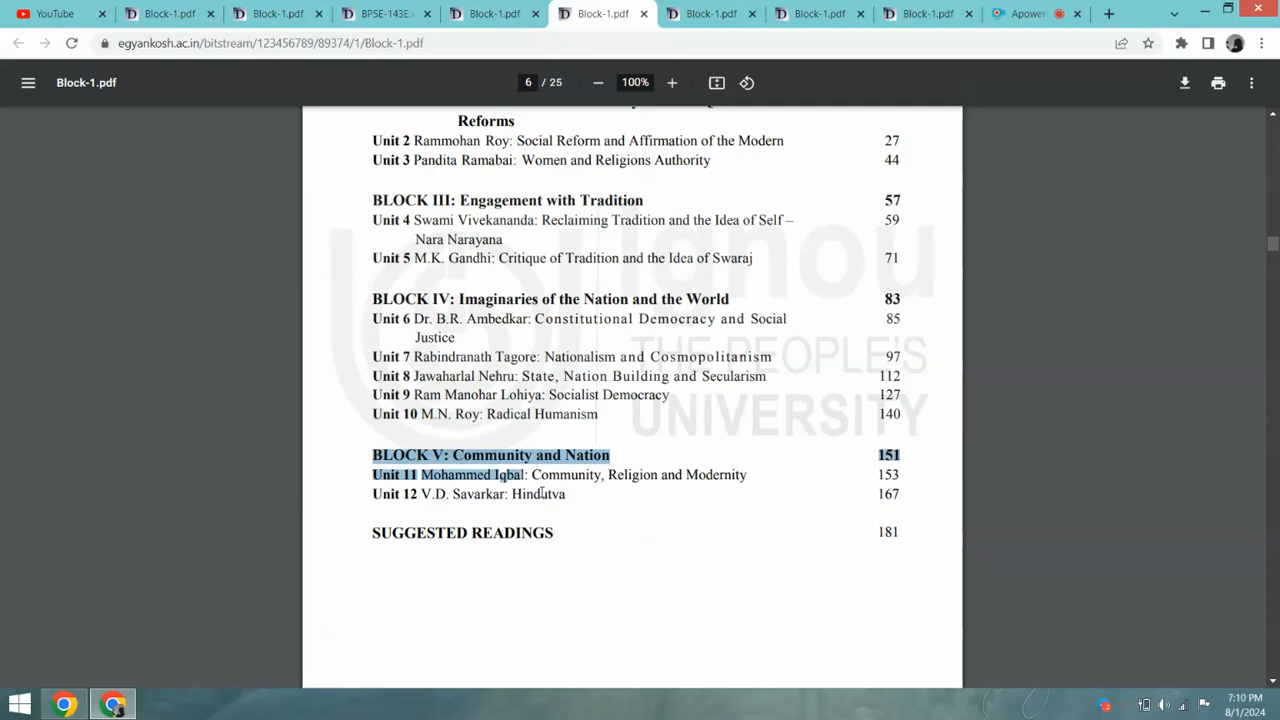 YouTube
Block-1.pdf
Block-1.pdf
BPSE-143E
Block-1.pdf
Block-1.pdf
Block-1.pdf
Block-1.pdf
Block-1.pdf
Apower
egyankosh.ac.in/bitstream/123456789/89374/1/Block-1.pdf
Block-1.pdf
6 / 25
100%
Reforms
Unit 2 Rammohan Roy: Social Reform and Affirmation of the Modern 27
Unit 3 Pandita Ramabai: Women and Religions Authority 44
BLOCK III: Engagement with Tradition 57
Unit 4 Swami Vivekananda: Reclaiming Tradition and the Idea of Self – 59
Nara Narayana
Unit 5 M.K. Gandhi: Critique of Tradition and the Idea of Swaraj 71
BLOCK IV: Imaginaries of the Nation and the World 83
Unit 6 Dr. B.R. Ambedkar: Constitutional Democracy and Social 85
Justice
Unit 7 Rabindranath Tagore: Nationalism and Cosmopolitanism 97
Unit 8 Jawaharlal Nehru: State, Nation Building and Secularism 112
Unit 9 Ram Manohar Lohiya: Socialist Democracy 127
Unit 10 M.N. Roy: Radical Humanism 140
BLOCK V: Community and Nation 151
Unit 11 Mohammed Iqbal: Community, Religion and Modernity 153
Unit 12 V.D. Savarkar: Hindutva 167
SUGGESTED READINGS 181
ignou
THE PEOPLE'S
UNIVERSITY
7:10 PM
8/1/2024